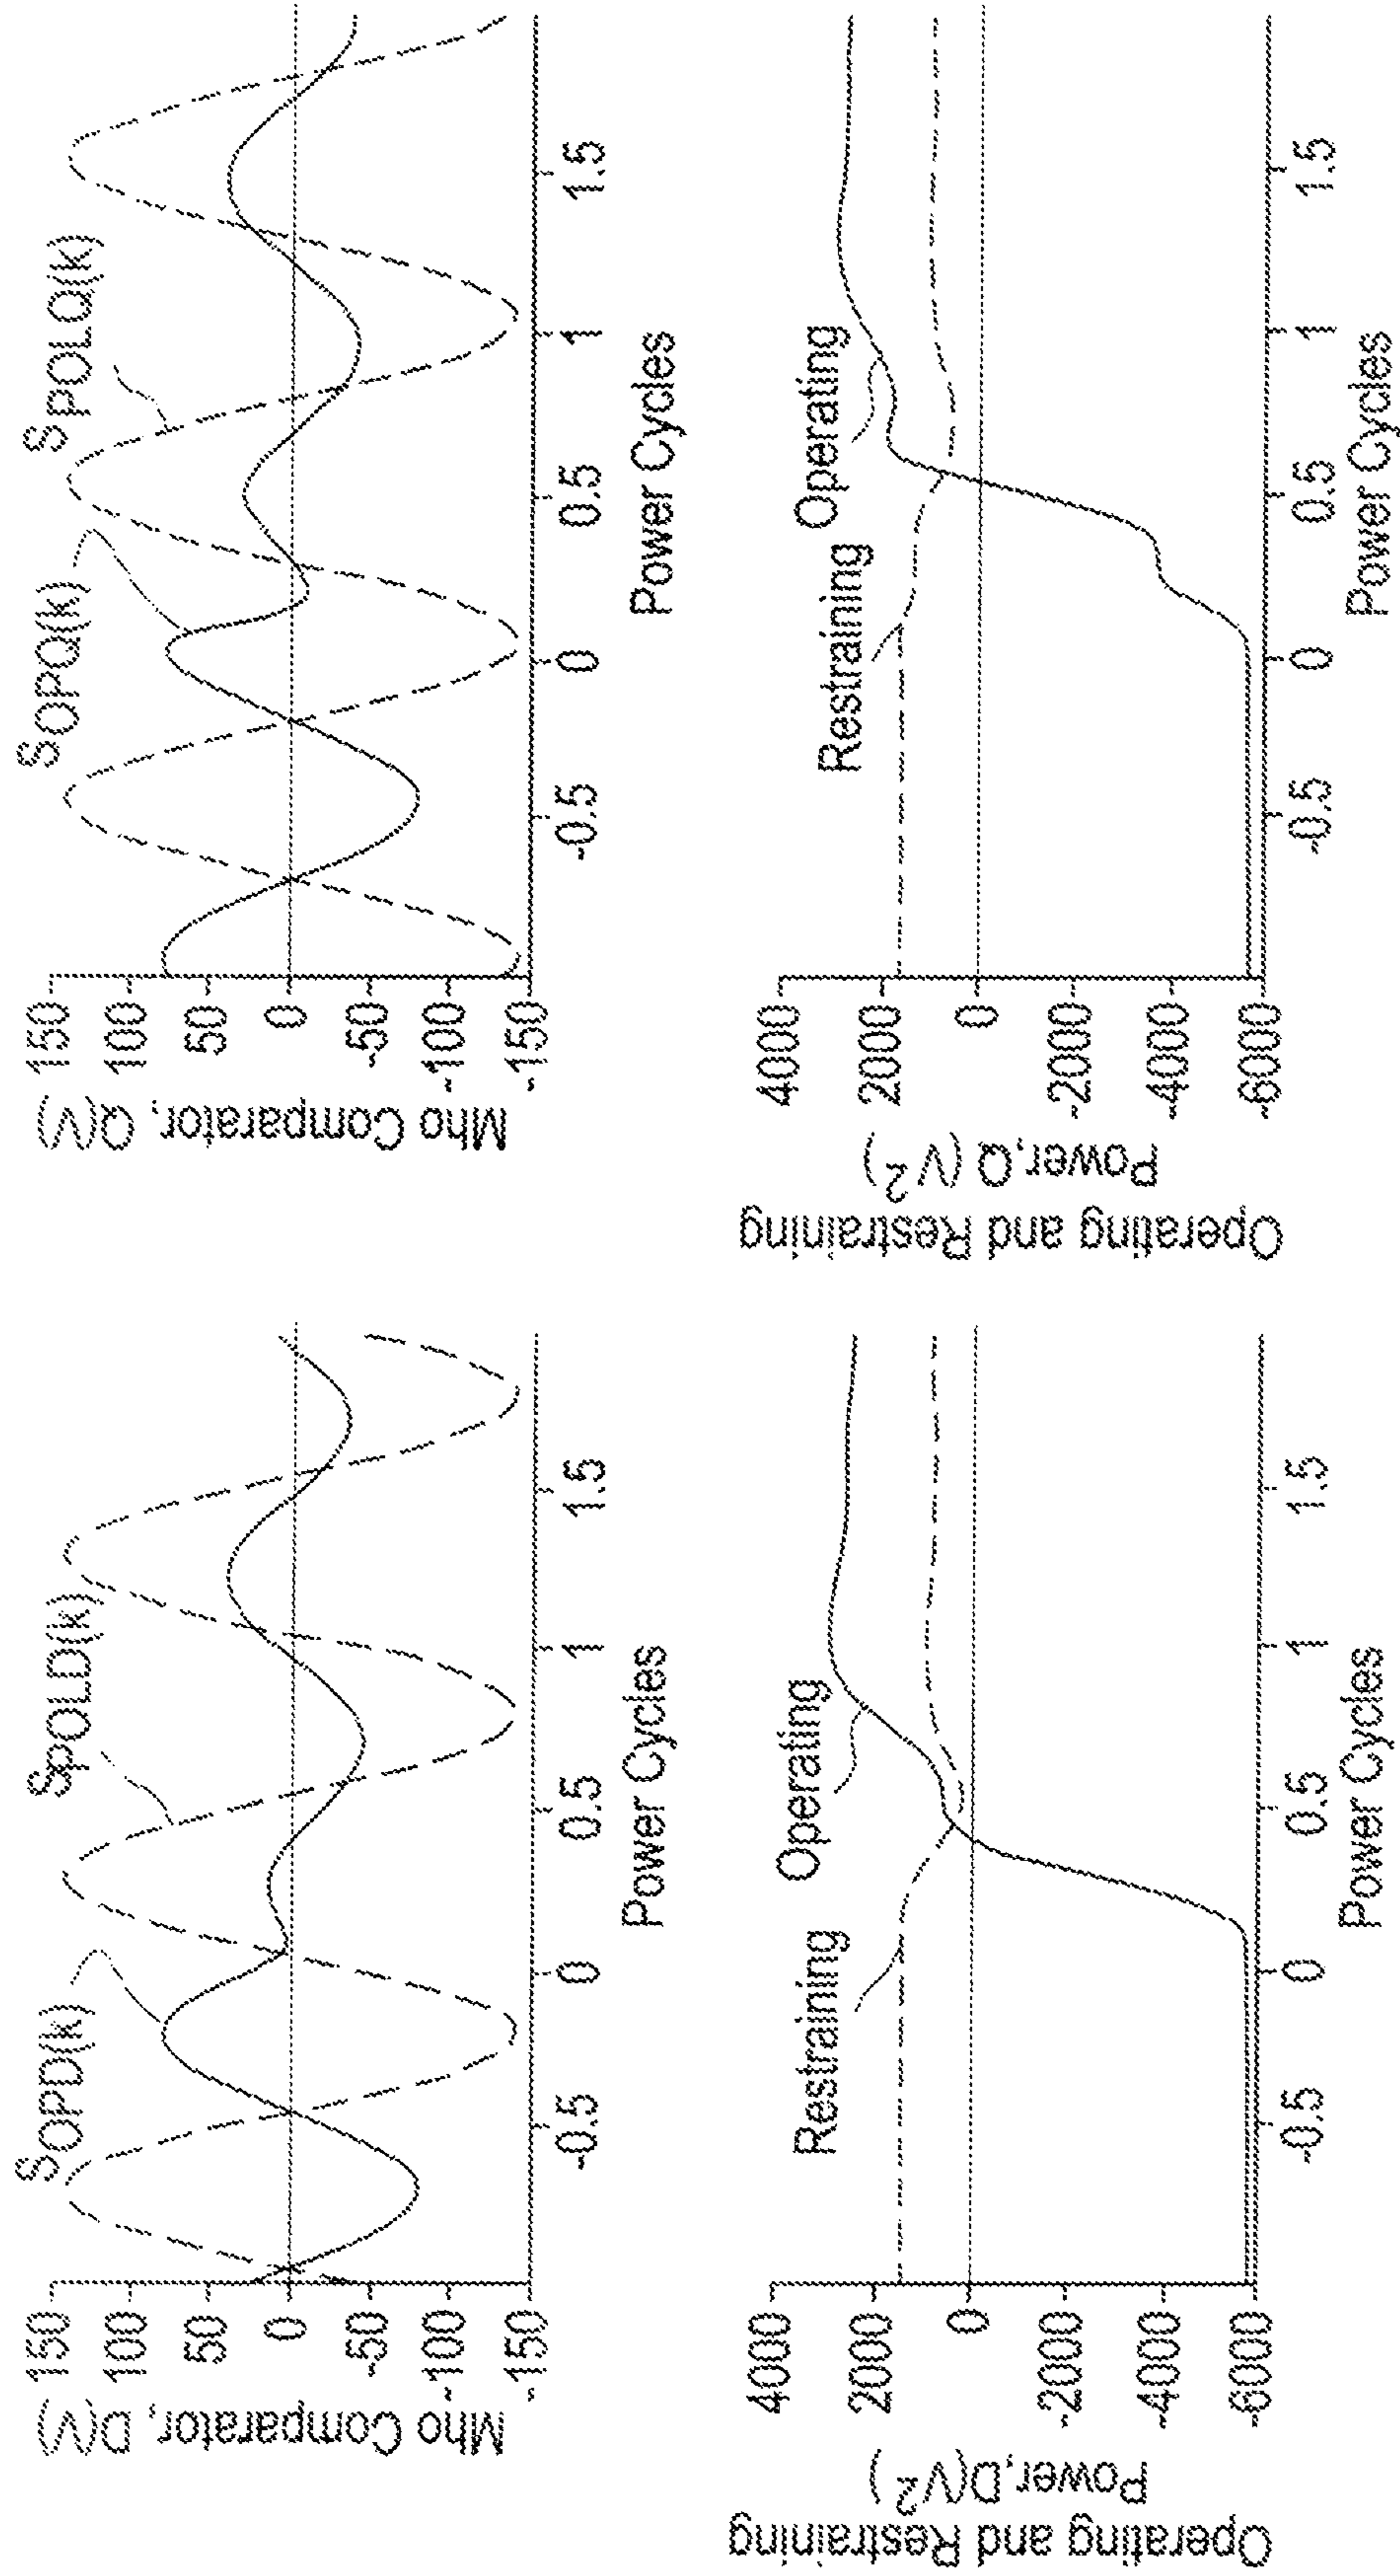 Mho Comparator, D(V)
150
100
50
0
-50
-100
-150
SOPD(k)
SPOLD(k)
-0.5
0
0.5
1
1.5
Power Cycles
Operating and Restraining
Power,D(V2)
4000
2000
0
-2000
-4000
-6000
Restraining
Operating
-0.5
0
0.5
1
1.5
Power Cycles
Mho Comparator, Q(V)
150
100
50
0
-50
-100
-150
SOPQ(k)
SPOLQ(k)
-0.5
0
0.5
1
1.5
Power Cycles
Operating and Restraining
Power,Q (V2)
4000
2000
0
-2000
-4000
-6000
Restraining
Operating
-0.5
0
0.5
1
1.5
Power Cycles